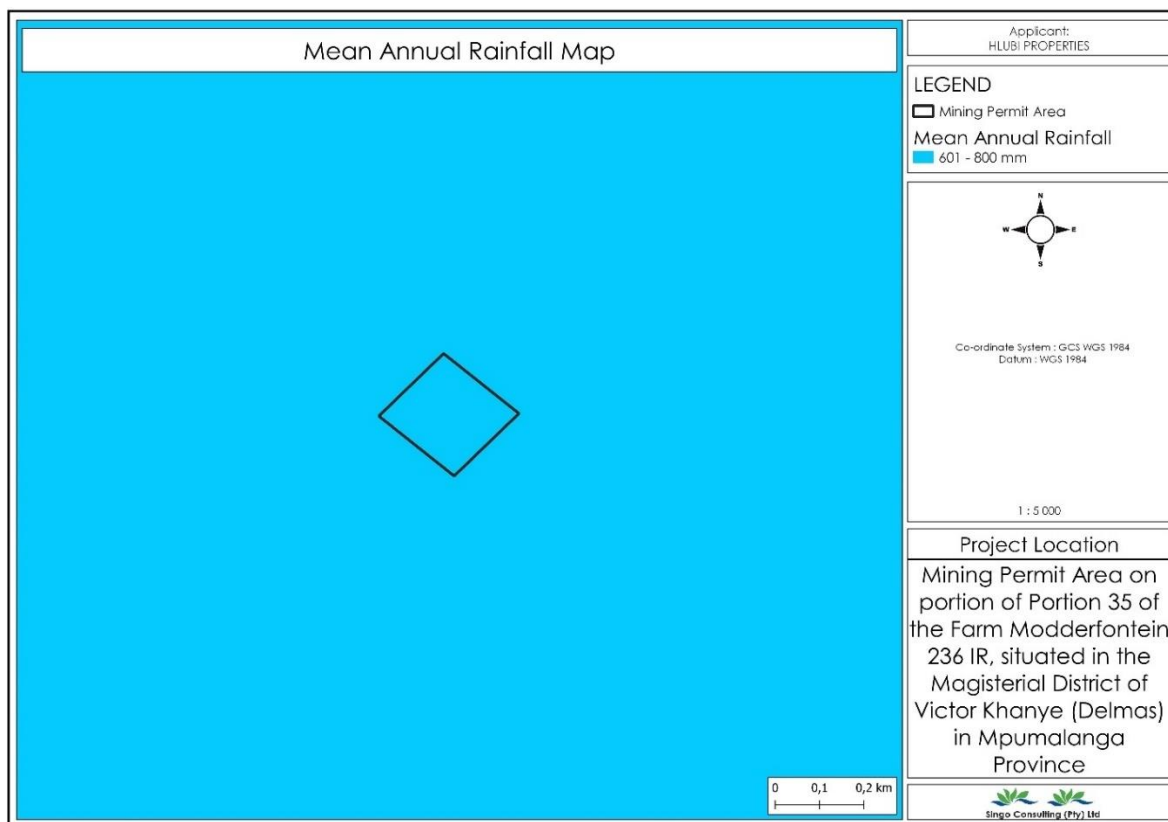 Mean Annual Rainfall Map
Applicant:
HLUBI PROPERTIES
LEGEND
Mining Permit Area
Mean Annual Rainfall
601 - 800 mm
N
W E
S
Co-ordinate System : GCS WGS 1984
Datum : WGS 1984
1 : 5 000
Project Location
Mining Permit Area on
portion of Portion 35 of
the Farm Modderfontein
236 IR, situated in the
Magisterial District of
Victor Khanye (Delmas)
in Mpumalanga
Province
0 0,1 0,2 km
Singo Consulting (Pty) Ltd